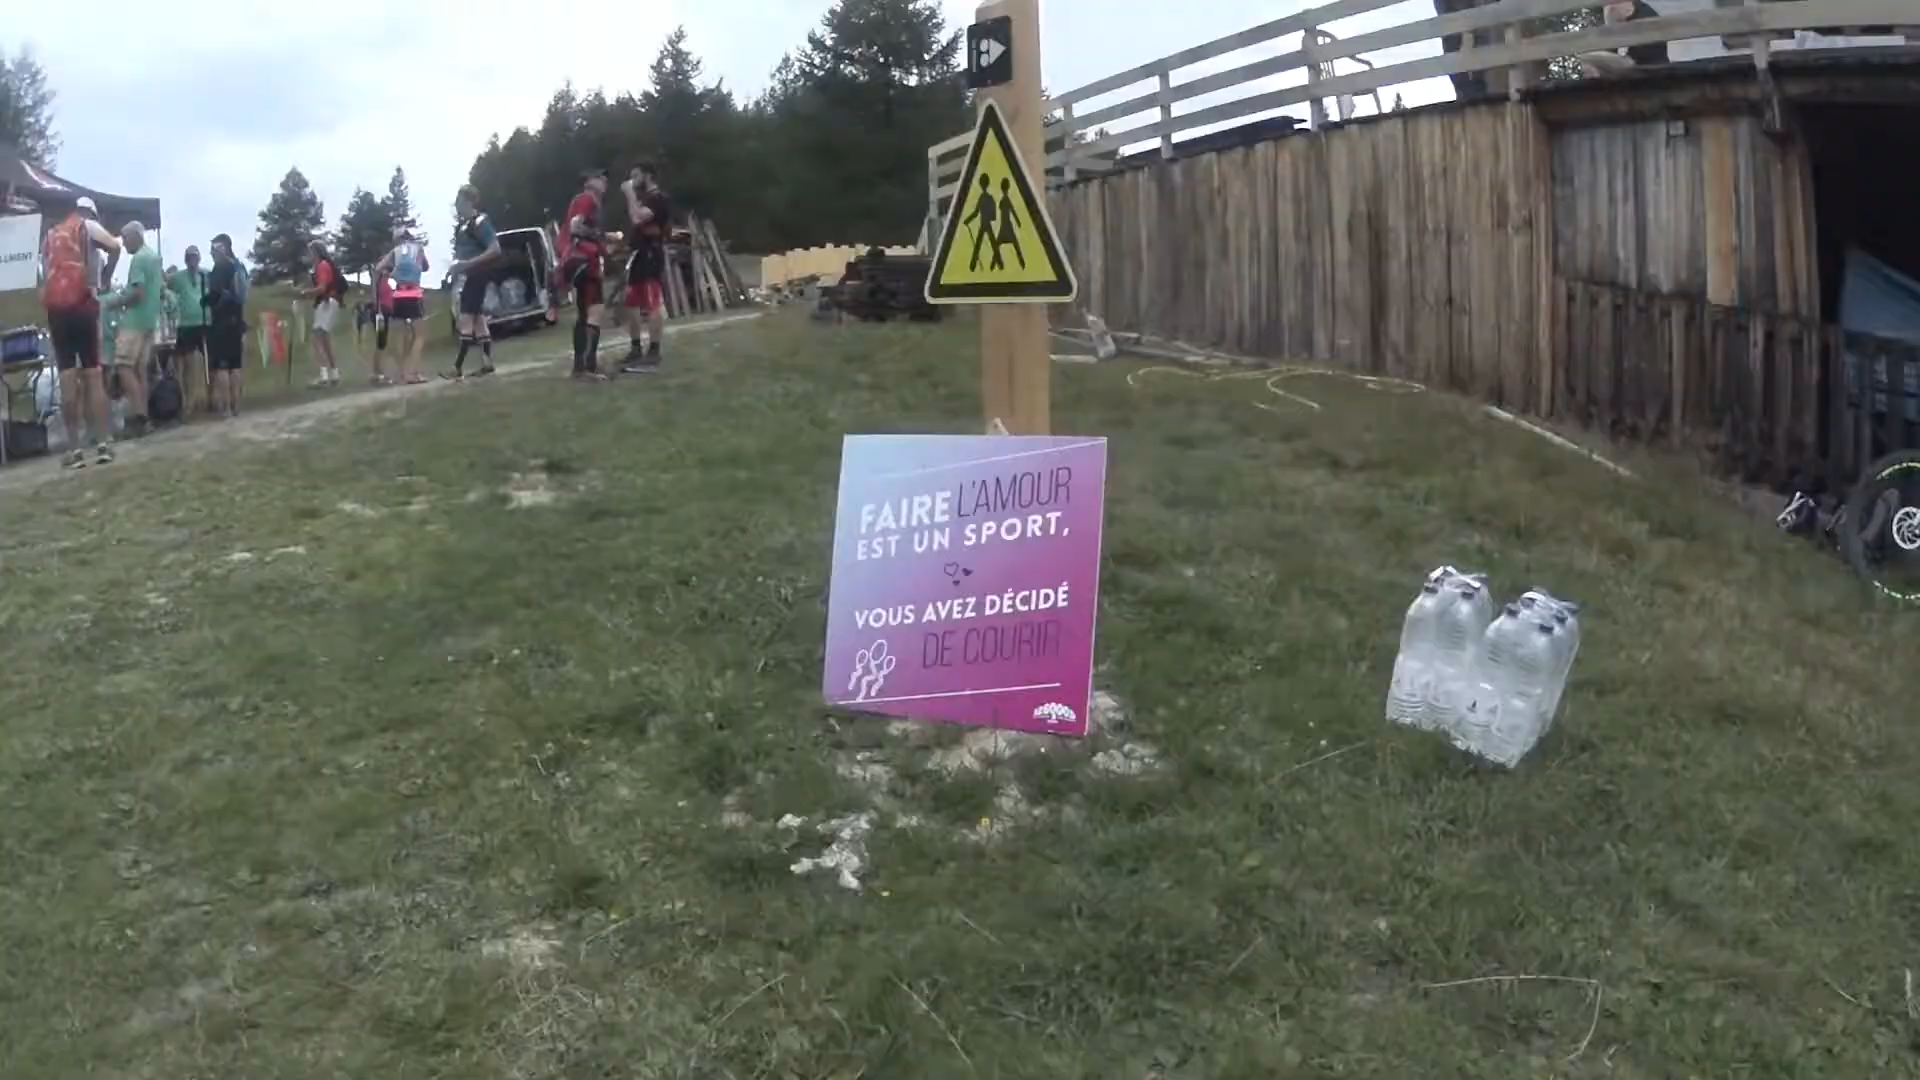 FAIRE L'AMOUR
EST UN SPORT,
VOUS AVEZ DÉCIDÉ
DE COURIR